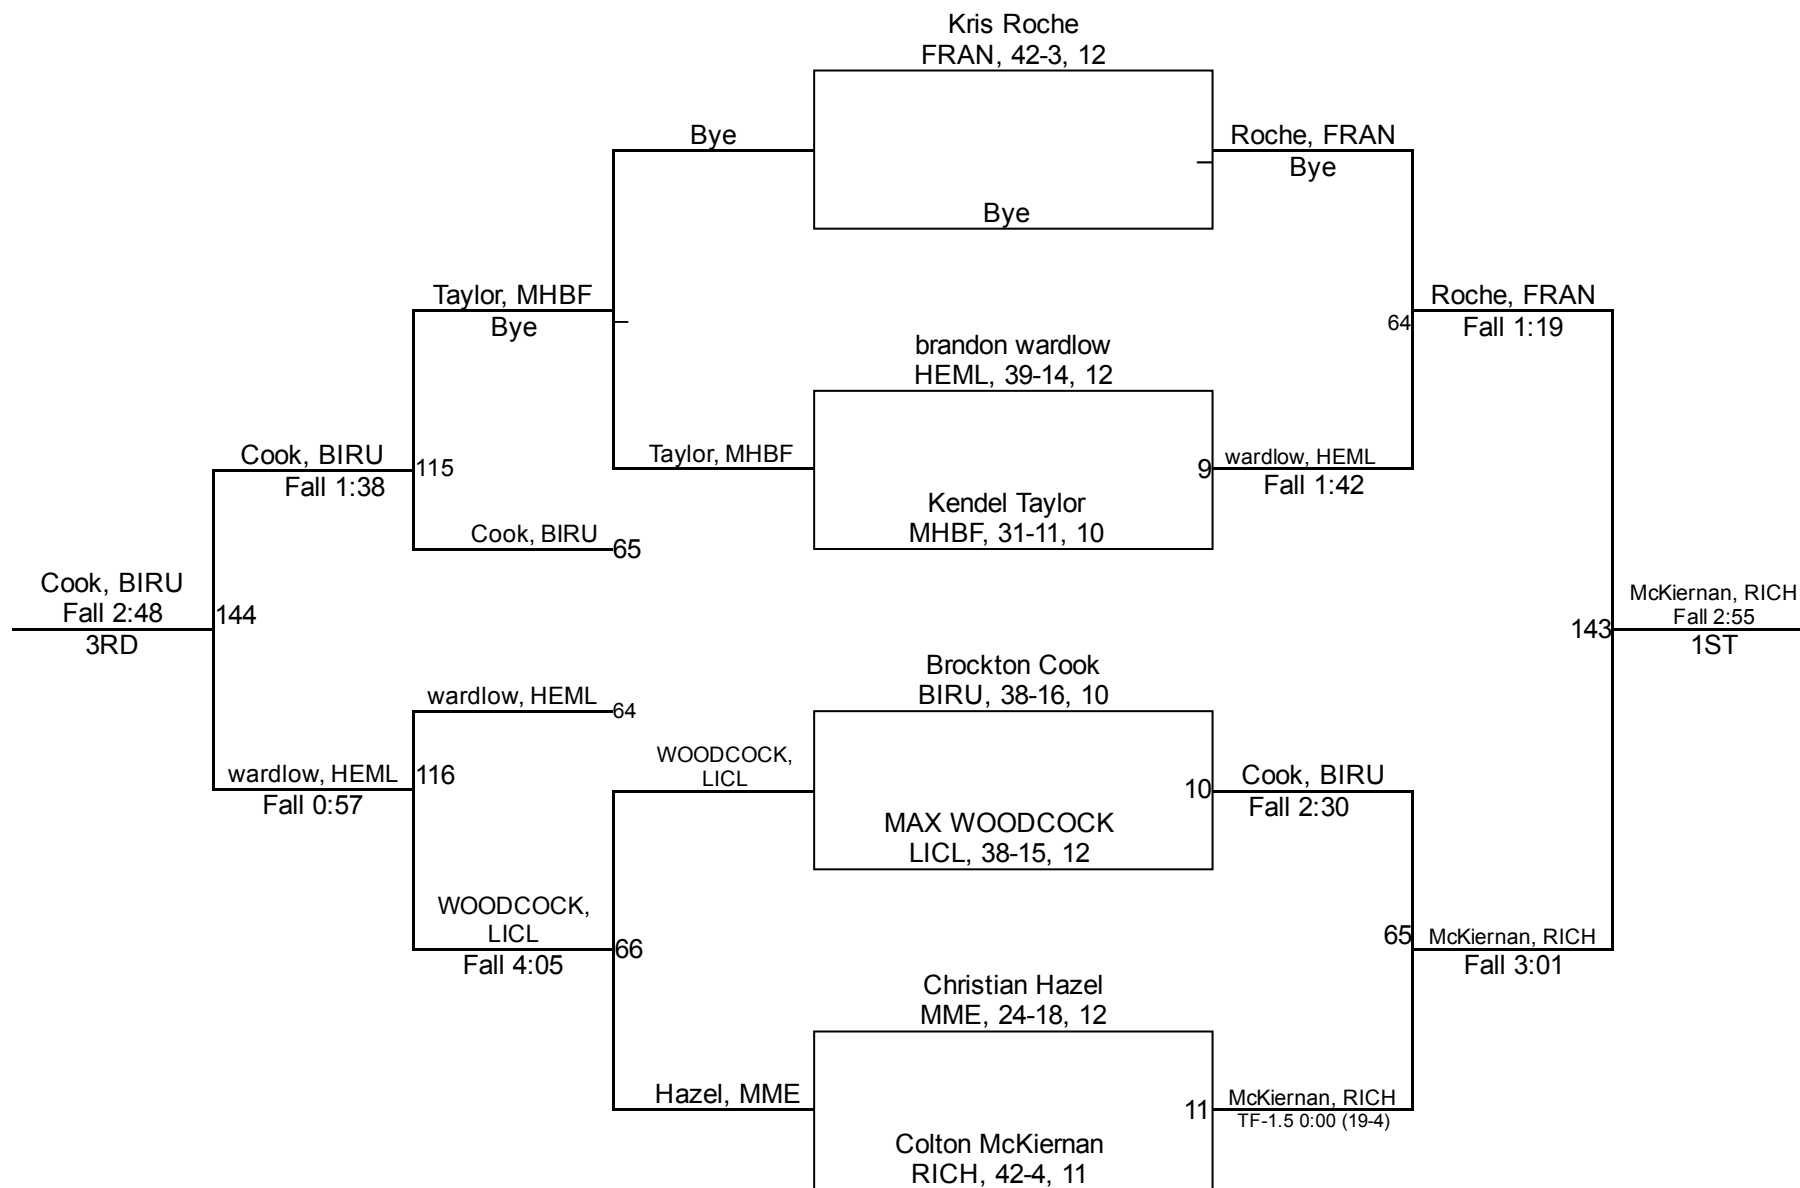 Kris Roche
FRAN, 42-3, 12
Bye
Roche, FRAN
Bye
Bye
Taylor, MHBF
Bye
Roche, FRAN
Fall 1:19
64
brandon wardlow
HEML, 39-14, 12
Cook, BIRU
Fall 1:38
115
Taylor, MHBF
9
wardlow, HEML
Fall 1:42
Kendel Taylor
MHBF, 31-11, 10
Cook, BIRU
65
Cook, BIRU
Fall 2:48
3RD
144
McKiernan, RICH
Fall 2:55
1ST
143
Brockton Cook
BIRU, 38-16, 10
wardlow, HEML
64
WOODCOCK,
LICL
wardlow, HEML
Fall 0:57
116
10
Cook, BIRU
Fall 2:30
MAX WOODCOCK
LICL, 38-15, 12
WOODCOCK,
LICL
Fall 4:05
66
65
McKiernan, RICH
Fall 3:01
Christian Hazel
MME, 24-18, 12
Hazel, MME
11
McKiernan, RICH
TF-1.5 0:00 (19-4)
Colton McKiernan
RICH, 42-4, 11